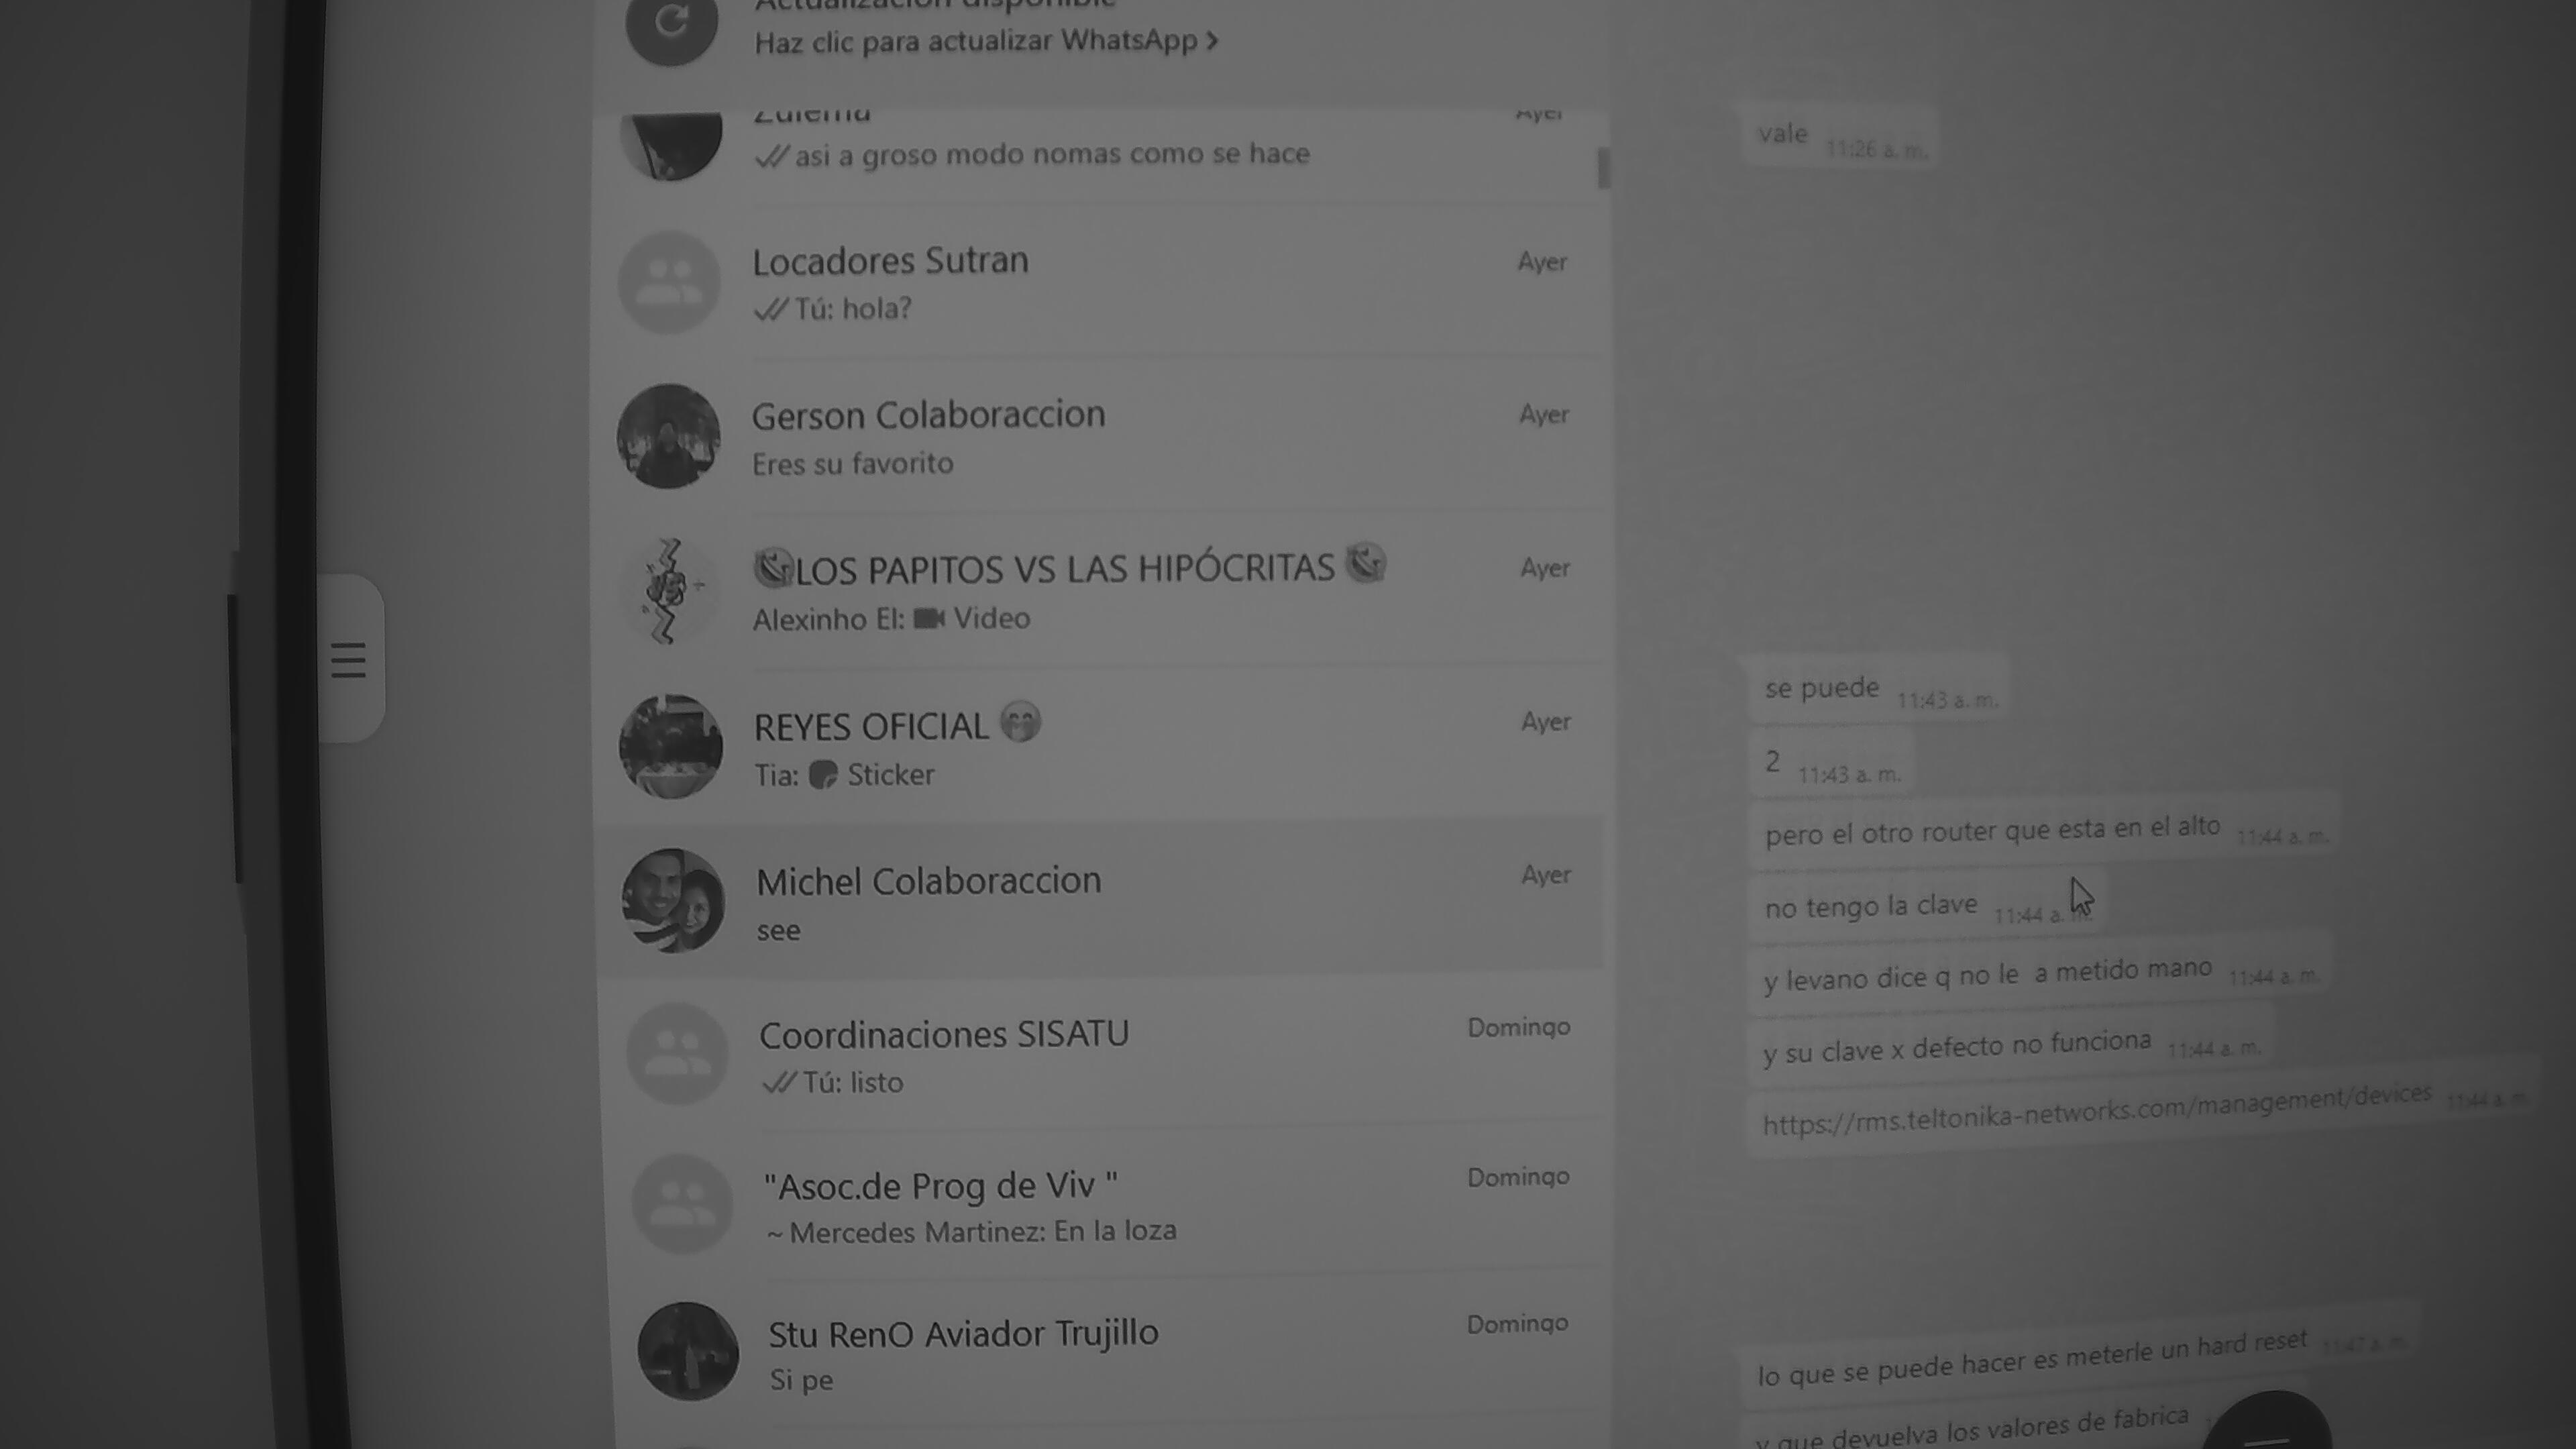 Actualización disponible
Haz clic para actualizar WhatsApp >
Zulema
Ayer
asi a groso modo nomas como se hace
Locadores Sutran
Ayer
Tú: hola?
Gerson Colaboraccion
Ayer
Eres su favorito
LOS PAPITOS VS LAS HIPÓCRITAS
Ayer
Alexinho El: Video
REYES OFICIAL
Ayer
Tia: Sticker
Michel Colaboraccion
Ayer
see
Coordinaciones SISATU
Domingo
Tú: listo
"Asoc.de Prog de Viv "
Domingo
~ Mercedes Martinez: En la loza
Stu RenO Aviador Trujillo
Domingo
Si pe
vale 11:26 a. m.
se puede 11:43 a. m.
2 11:43 a. m.
pero el otro router que esta en el alto 11:44 a. m.
no tengo la clave 11:44 a. m.
y levano dice q no le  a metido mano 11:44 a. m.
y su clave x defecto no funciona 11:44 a. m.
https://rms.teltonika-networks.com/management/devices 11:44 a. m.
lo que se puede hacer es meterle un hard reset 11:47 a. m.
y que devuelva los valores de fabrica